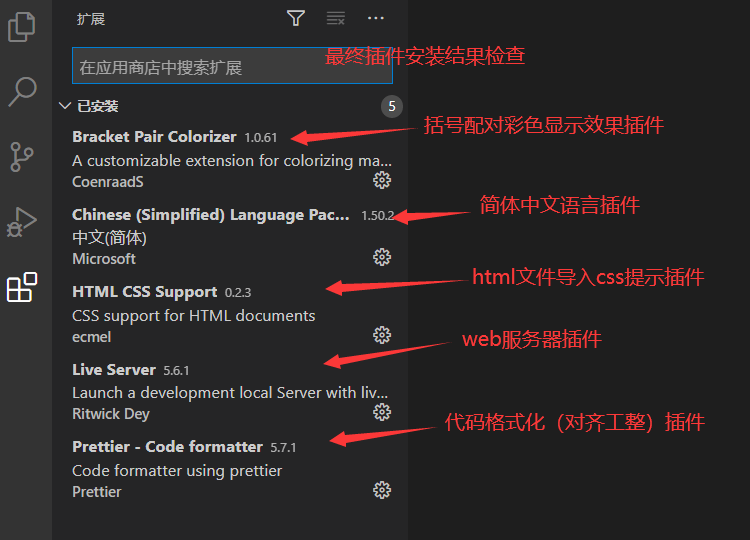 扩展
最终插件安装结果检查
在应用商店中搜索扩展
已安装
5
Bracket Pair Colorizer 1.0.61
括号配对彩色显示效果插件
A customizable extension for colorizing ma...
CoenraadS
Chinese (Simplified) Language Pac... 1.50.2
简体中文语言插件
中文(简体)
Microsoft
html文件导入css提示插件
HTML CSS Support 0.2.3
CSS support for HTML documents
ecmel
web服务器插件
Live Server 5.6.1
Launch a development local Server with liv...
Ritwick Dey
代码格式化（对齐工整）插件
Prettier - Code formatter 5.7.1
Code formatter using prettier
Prettier